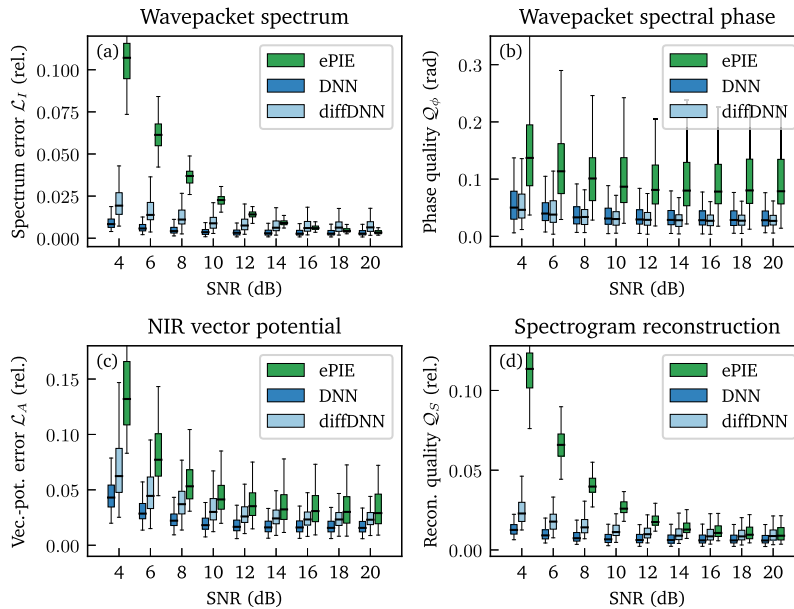 Wavepacket spectrum
(a)
ePIE
DNN
diffDNN
Spectrum error ℒ_I (rel.)
0.100
0.075
0.050
0.025
0.000
4 6 8 10 12 14 16 18 20
SNR (dB)
Wavepacket spectral phase
(b)
ePIE
DNN
diffDNN
Phase quality 𝒬_ϕ (rad)
0.3
0.2
0.1
0.0
4 6 8 10 12 14 16 18 20
SNR (dB)
NIR vector potential
(c)
ePIE
DNN
diffDNN
Vec.-pot. error ℒ_A (rel.)
0.15
0.10
0.05
0.00
4 6 8 10 12 14 16 18 20
SNR (dB)
Spectrogram reconstruction
(d)
ePIE
DNN
diffDNN
Recon. quality 𝒬_S (rel.)
0.10
0.05
0.00
4 6 8 10 12 14 16 18 20
SNR (dB)